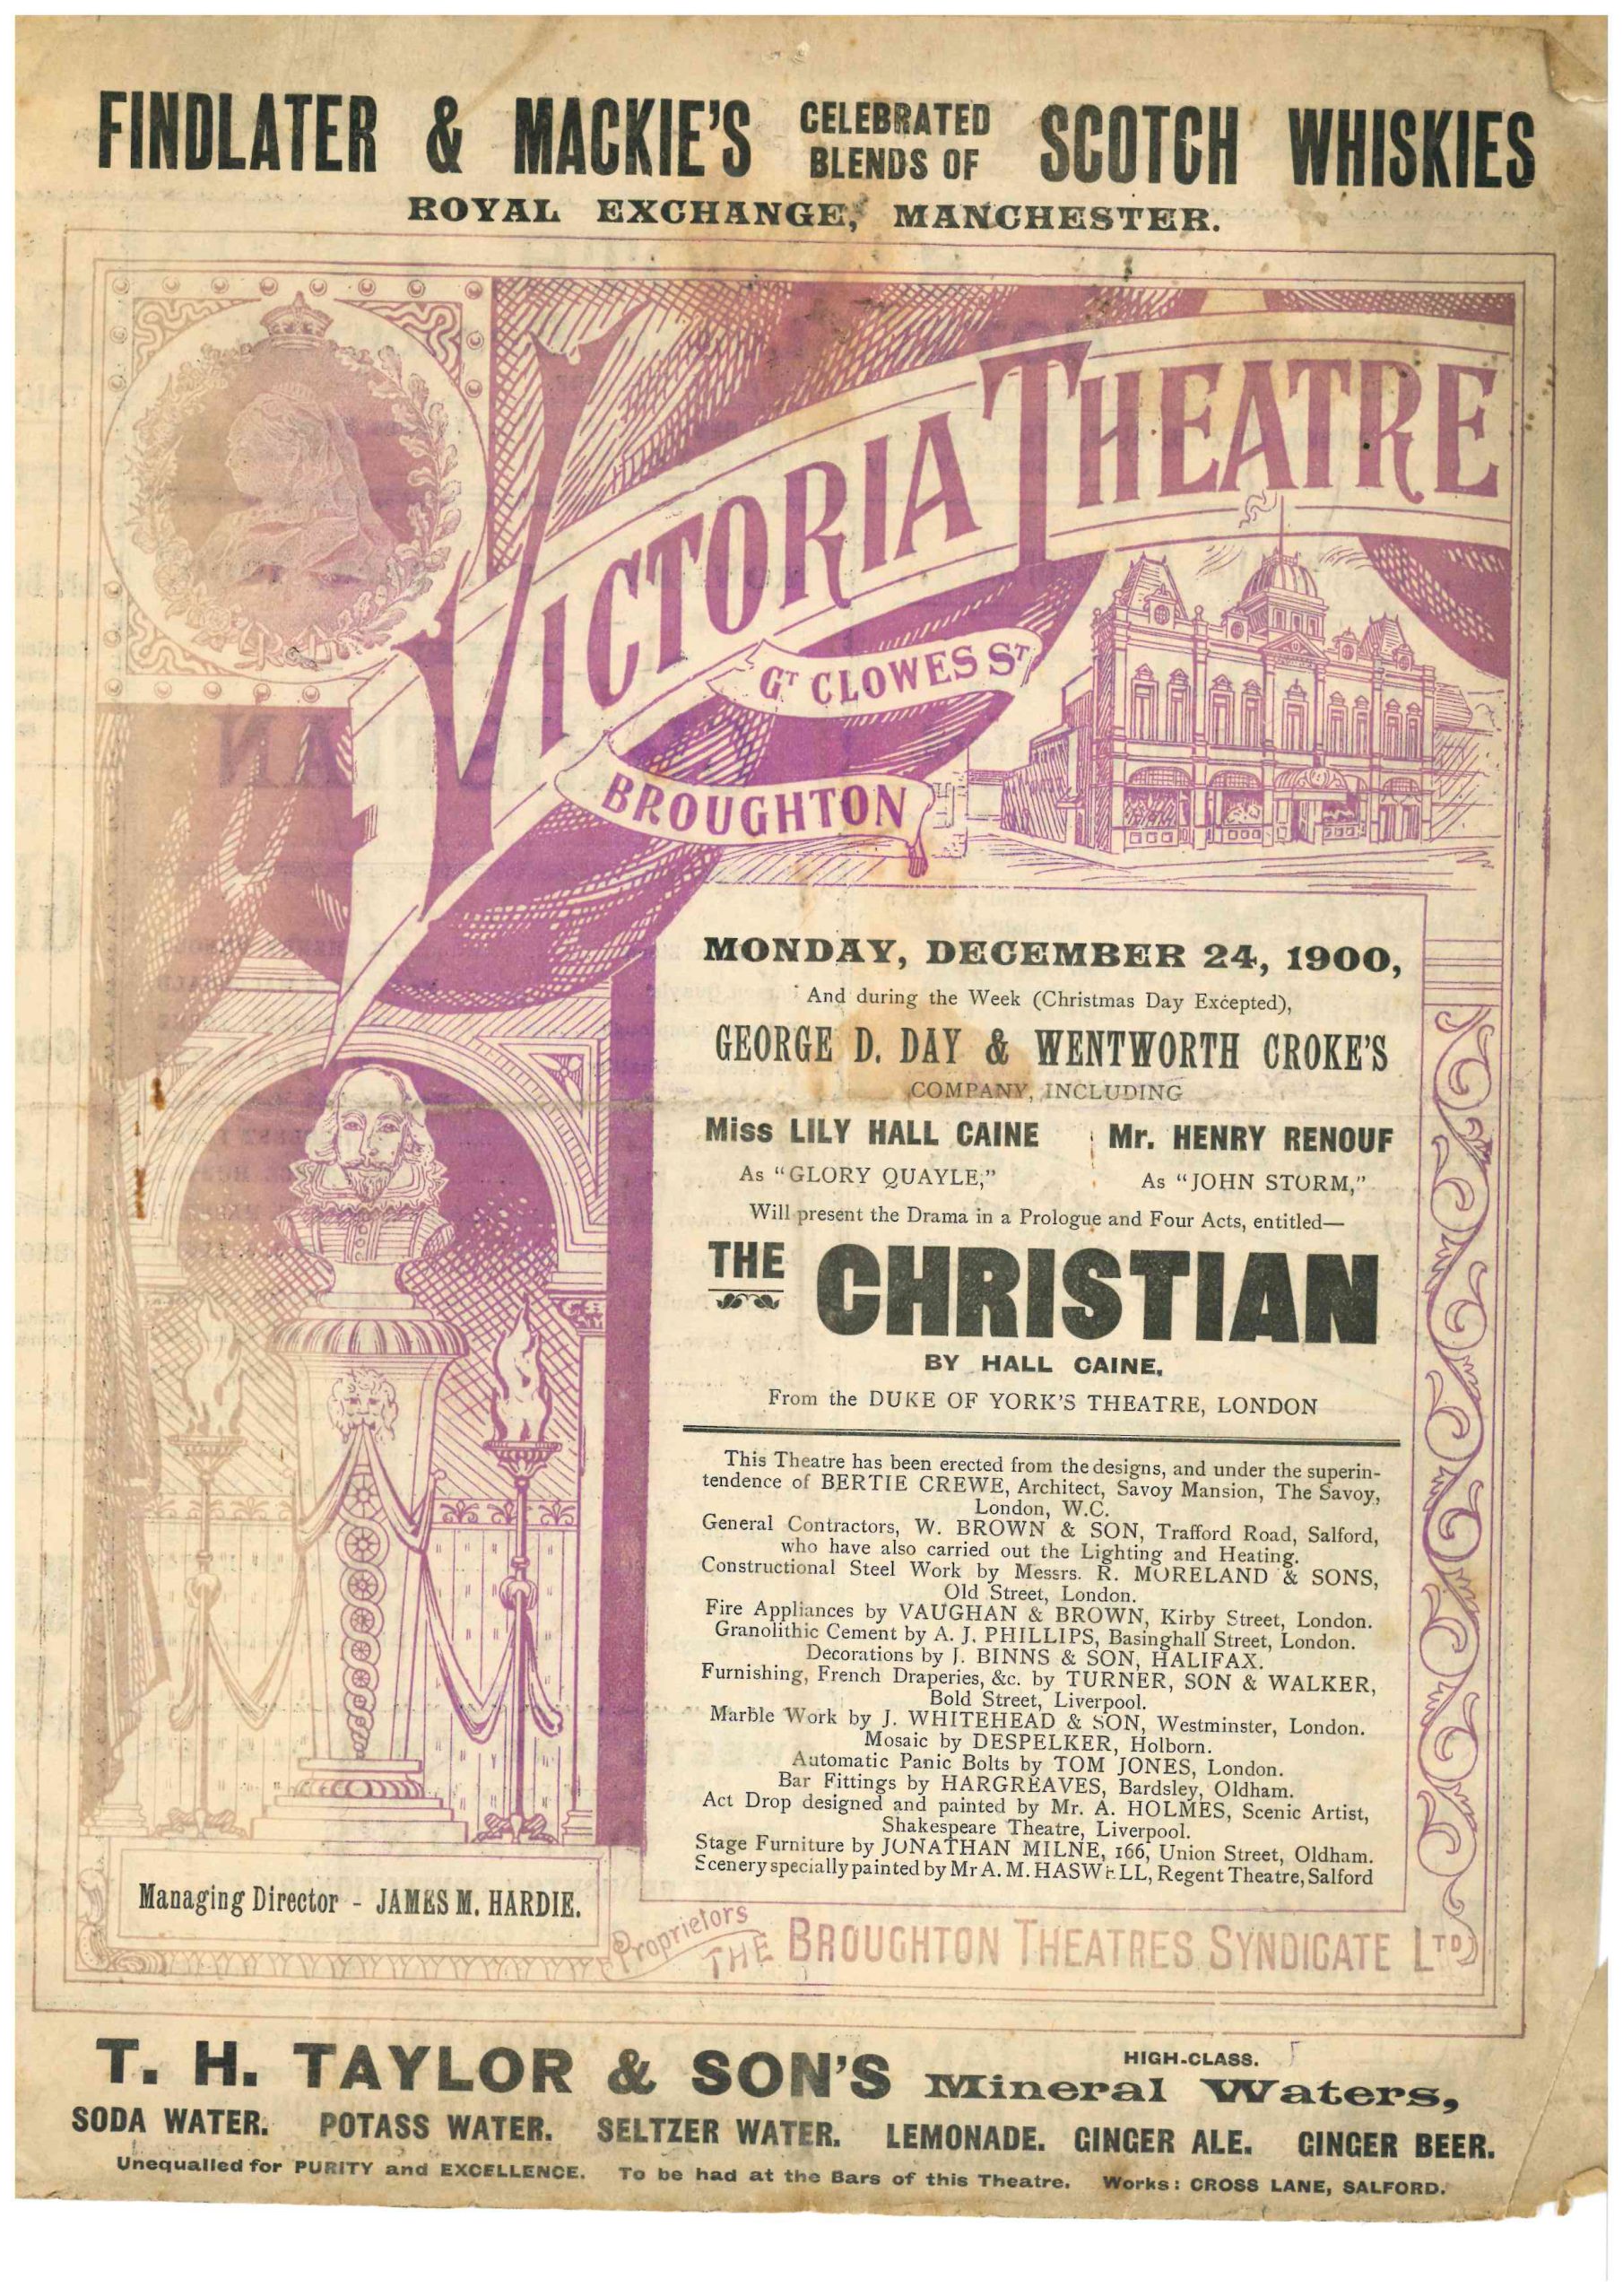 FINDLATER & MACKIE'S CELEBRATED BLENDS OF SCOTCH WHISKIES
ROYAL EXCHANGE, MANCHESTER.
VICTORIA THEATRE
GT CLOWES ST
BROUGHTON
MONDAY, DECEMBER 24, 1900,
And during the Week (Christmas Day Excepted),
GEORGE D. DAY & WENTWORTH CROKE'S
COMPANY, INCLUDING
Miss LILY HALL CAINE
As "GLORY QUAYLE,"
Mr. HENRY RENOUF
As "JOHN STORM,"
Will present the Drama in a Prologue and Four Acts, entitled—
THE CHRISTIAN
BY HALL CAINE,
From the DUKE OF YORK'S THEATRE, LONDON
This Theatre has been erected from the designs, and under the superin-
tendence of BERTIE CREWE, Architect, Savoy Mansion, The Savoy,
London, W.C.
General Contractors, W. BROWN & SON, Trafford Road, Salford,
who have also carried out the Lighting and Heating.
Constructional Steel Work by Messrs. R. MORELAND & SONS,
Old Street, London.
Fire Appliances by VAUGHAN & BROWN, Kirby Street, London.
Granolithic Cement by A. J. PHILLIPS, Basinghall Street, London.
Decorations by J. BINNS & SON, HALIFAX.
Furnishing, French Draperies, &c. by TURNER, SON & WALKER,
Bold Street, Liverpool.
Marble Work by J. WHITEHEAD & SON, Westminster, London.
Mosaic by DESPELKER, Holborn.
Automatic Panic Bolts by TOM JONES, London.
Bar Fittings by HARGREAVES, Bardsley, Oldham.
Act Drop designed and painted by Mr. A. HOLMES, Scenic Artist,
Shakespeare Theatre, Liverpool.
Stage Furniture by JONATHAN MILNE, 166, Union Street, Oldham.
Scenery specially painted by Mr A. M. HASWELL, Regent Theatre, Salford
Managing Director - JAMES M. HARDIE.
Proprietors
THE BROUGHTON THEATRES SYNDICATE LTD
T. H. TAYLOR & SON'S HIGH-CLASS. Mineral Waters,
SODA WATER. POTASS WATER. SELTZER WATER. LEMONADE. GINGER ALE. GINGER BEER.
Unequalled for PURITY and EXCELLENCE. To be had at the Bars of this Theatre. Works: CROSS LANE, SALFORD.